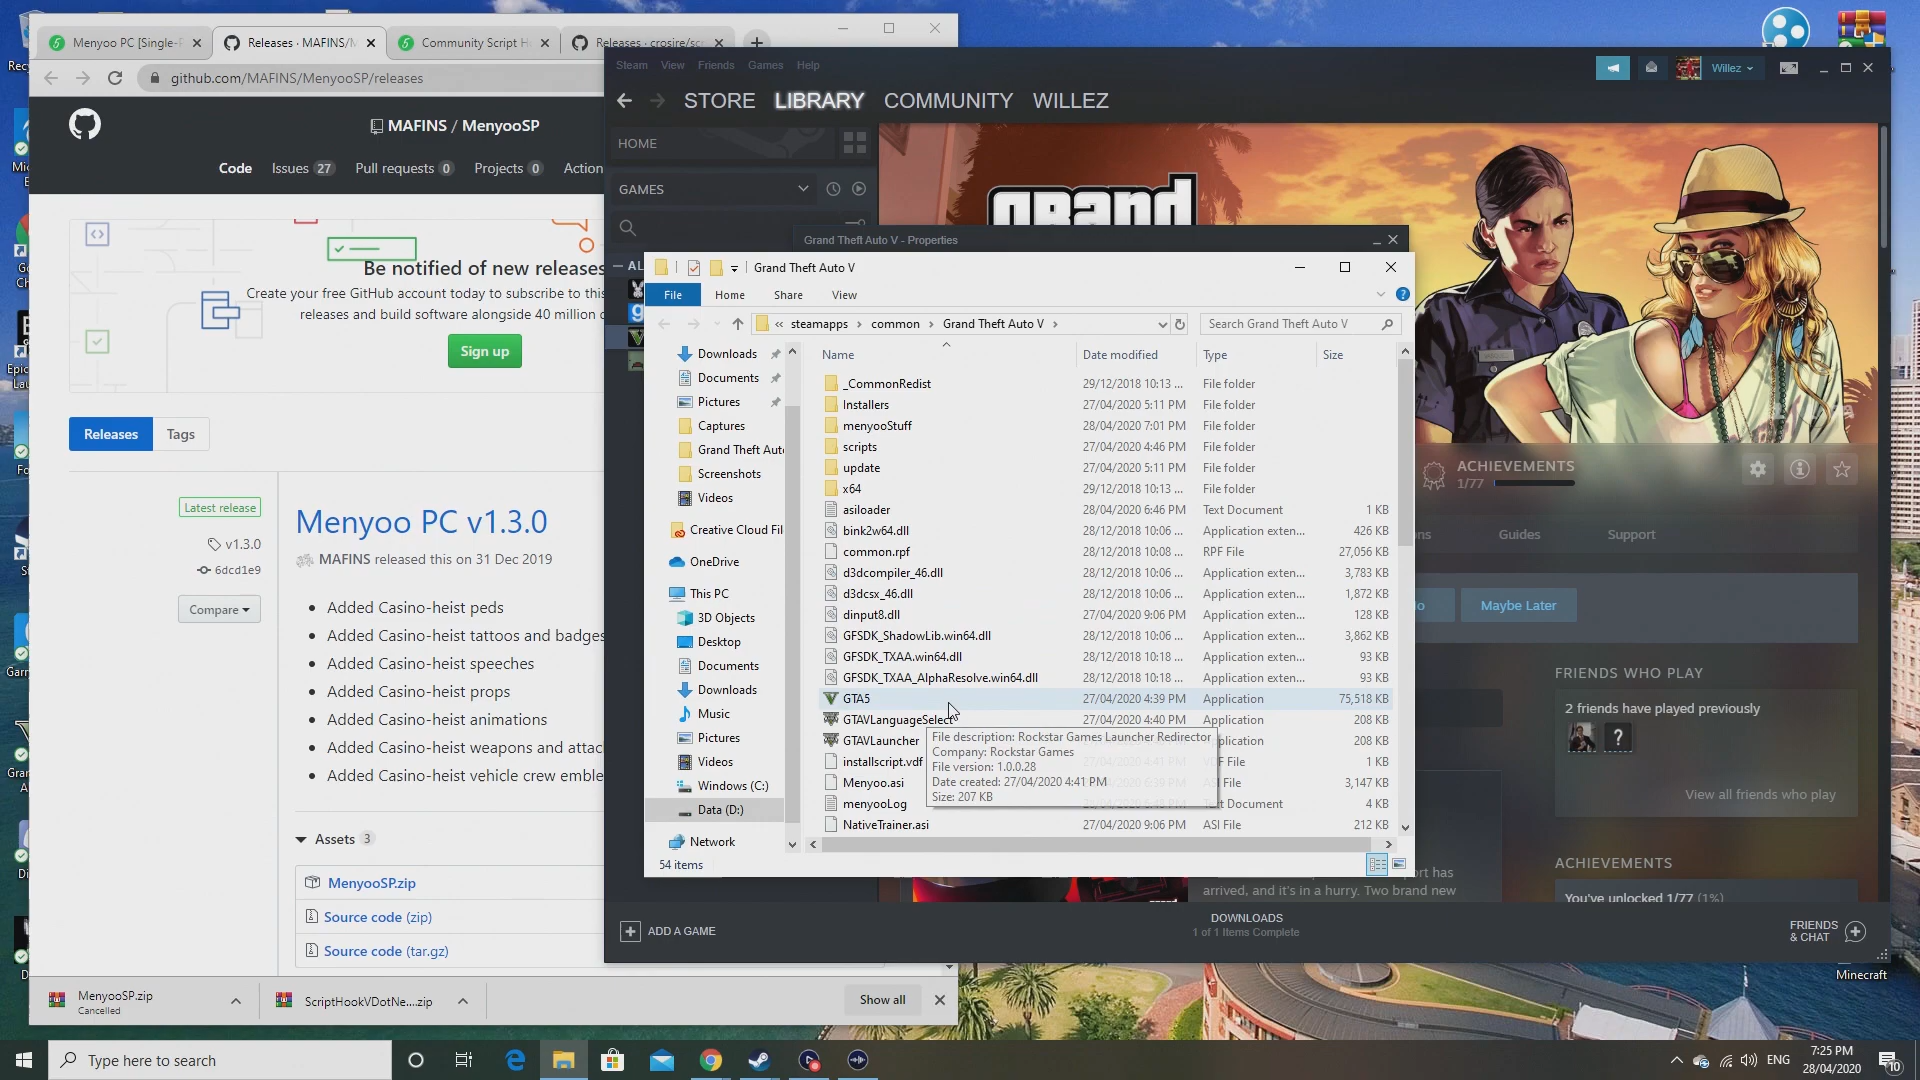 Menyoo PC [Single-P
Releases · MAFINS/M
Community Script H
Releases · crosire/sc
github.com/MAFINS/MenyooSP/releases
MAFINS / MenyooSP
Code
Issues 27
Pull requests 0
Projects 0
Action
Be notified of new releases
Create your free GitHub account today to subscribe to this
releases and build software alongside 40 million
Sign up
Releases
Tags
Latest release
v1.3.0
6dcd1e9
Compare
Menyoo PC v1.3.0
MAFINS released this on 31 Dec 2019
Added Casino-heist peds
Added Casino-heist tattoos and badges
Added Casino-heist speeches
Added Casino-heist props
Added Casino-heist animations
Added Casino-heist weapons and attac
Added Casino-heist vehicle crew emble
Assets 3
MenyooSP.zip
Source code (zip)
Source code (tar.gz)
MenyooSP.zip
Cancelled
ScriptHookVDotNe....zip
Show all
Steam
View
Friends
Games
Help
Willez
STORE
LIBRARY
COMMUNITY
WILLEZ
HOME
GAMES
AL
grand
Grand Theft Auto V - Properties
Grand Theft Auto V
File
Home
Share
View
« steamapps › common › Grand Theft Auto V ›
Search Grand Theft Auto V
Downloads
Documents
Pictures
Captures
Grand Theft Aut
Screenshots
Videos
Creative Cloud Fil
OneDrive
This PC
3D Objects
Desktop
Documents
Downloads
Music
Pictures
Videos
Windows (C:)
Data (D:)
Network
Name
Date modified
Type
Size
_CommonRedist 29/12/2018 10:13 ... File folder
Installers 27/04/2020 5:11 PM File folder
menyooStuff 28/04/2020 7:01 PM File folder
scripts 27/04/2020 4:46 PM File folder
update 27/04/2020 5:11 PM File folder
x64 29/12/2018 10:13 ... File folder
asiloader 28/04/2020 6:46 PM Text Document 1 KB
bink2w64.dll 28/12/2018 10:06 ... Application exten... 426 KB
common.rpf 28/12/2018 10:08 ... RPF File 27,056 KB
d3dcompiler_46.dll 28/12/2018 10:06 ... Application exten... 3,783 KB
d3dcsx_46.dll 28/12/2018 10:06 ... Application exten... 1,872 KB
dinput8.dll 27/04/2020 9:06 PM Application exten... 128 KB
GFSDK_ShadowLib.win64.dll 28/12/2018 10:06 ... Application exten... 3,862 KB
GFSDK_TXAA.win64.dll 28/12/2018 10:18 ... Application exten... 93 KB
GFSDK_TXAA_AlphaResolve.win64.dll 28/12/2018 10:18 ... Application exten... 93 KB
GTA5 27/04/2020 4:39 PM Application 75,518 KB
GTAVLanguageSelect 27/04/2020 4:40 PM Application 208 KB
GTAVLauncher plication 208 KB
installscript.vdf DF File 1 KB
Menyoo.asi I File 3,147 KB
menyooLog xt Document 4 KB
NativeTrainer.asi 27/04/2020 9:06 PM ASI File 212 KB
File description: Rockstar Games Launcher Redirector
Company: Rockstar Games
File version: 1.0.0.28
Date created: 27/04/2020 4:41 PM
Size: 207 KB
54 items
ACHIEVEMENTS
1/77
ns
Guides
Support
o
Maybe Later
FRIENDS WHO PLAY
2 friends have played previously
?
View all friends who play
ACHIEVEMENTS
You've unlocked 1/77 (1%)
ort has
arrived, and it's in a hurry. Two brand new
ADD A GAME
DOWNLOADS
1 of 1 Items Complete
FRIENDS
& CHAT
Minecraft
Type here to search
ENG
7:25 PM
28/04/2020
10